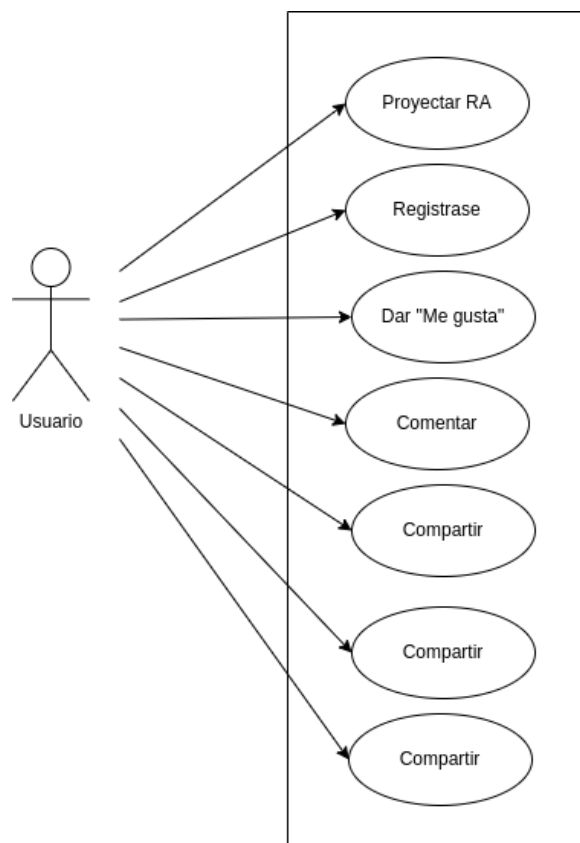 Proyectar RA
Registrase
Dar "Me gusta"
Comentar
Usuario
Compartir
Compartir
Compartir